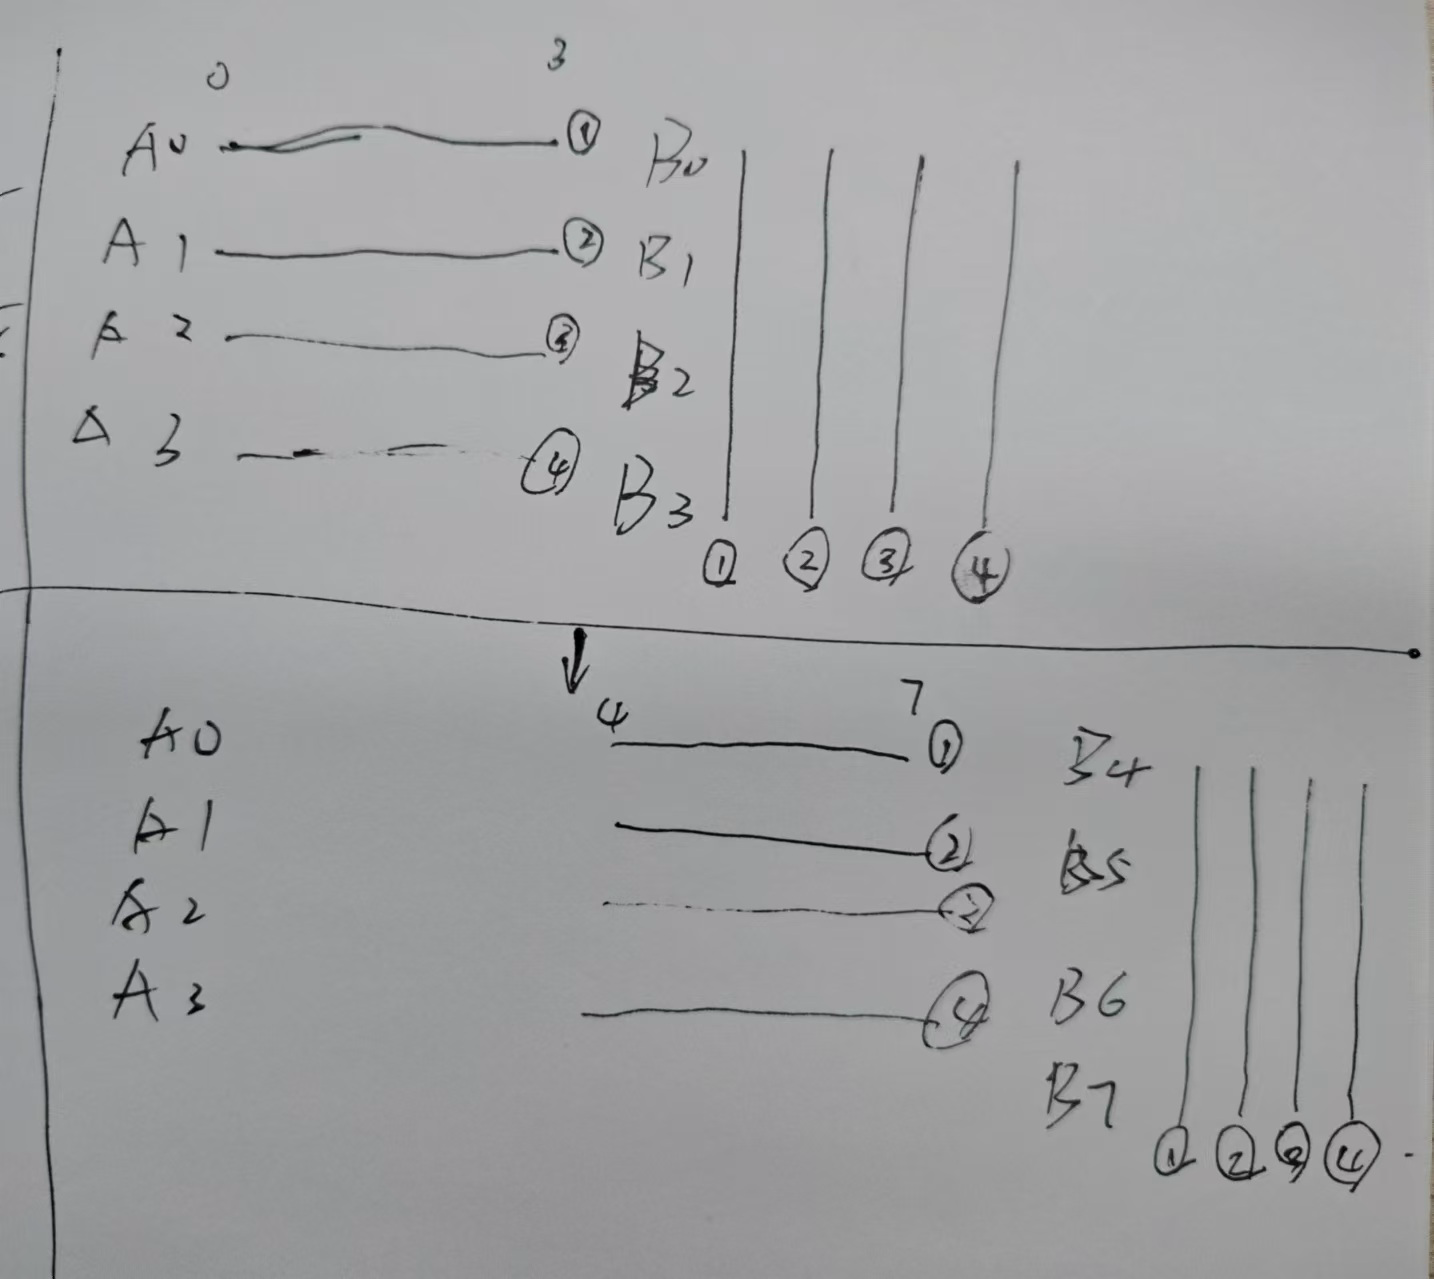 0 3
A0 ① B0
A1 ② B1
A2 ③ B2
A3 ④ B3
① ② ③ ④
4 7
A0 ① B4
A1 ② B5
A2
A3 ④ B6
B7
① ② ③ ④